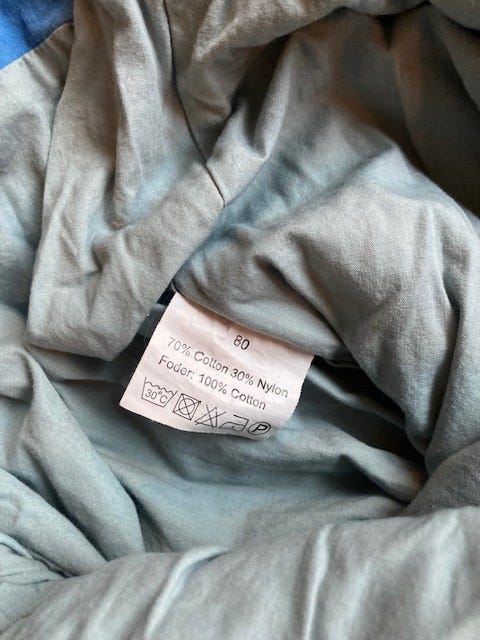 80
70% Cotton 30% Nylon
Foder: 100% Cotton
30°C P